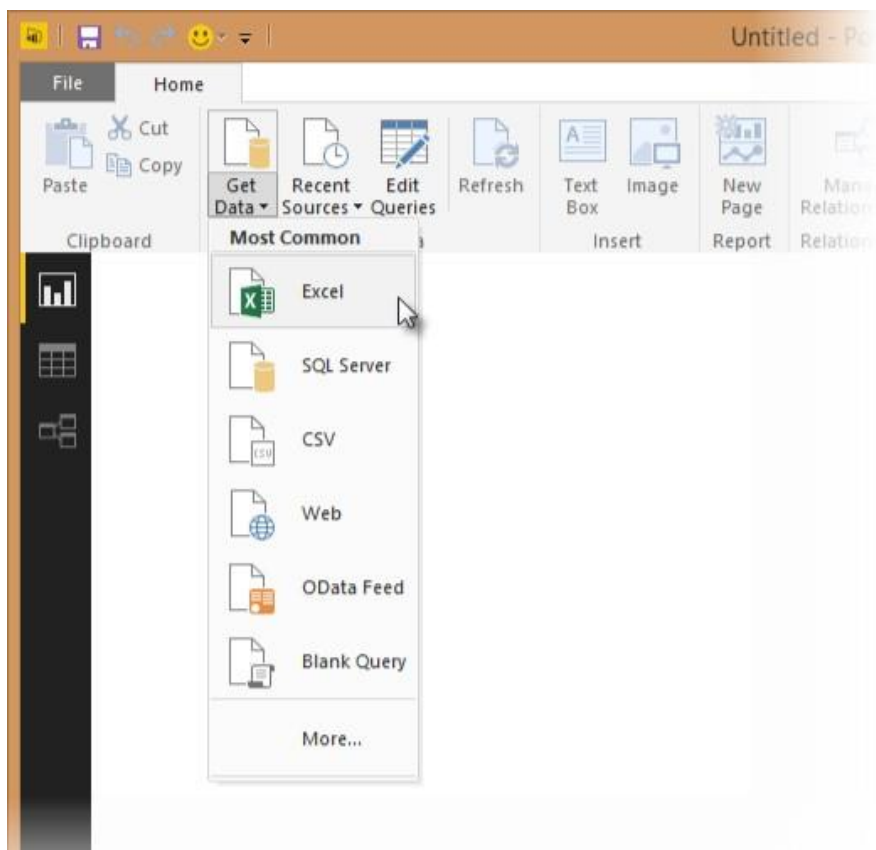 Untitled - Po
File Home
Cut
Copy
Paste
Get Data
Recent Sources
Edit Queries
Refresh
Text Box
Image
New Page
Clipboard
Insert
Report
Most Common
Excel
SQL Server
CSV
CSV
Web
OData Feed
Blank Query
More...